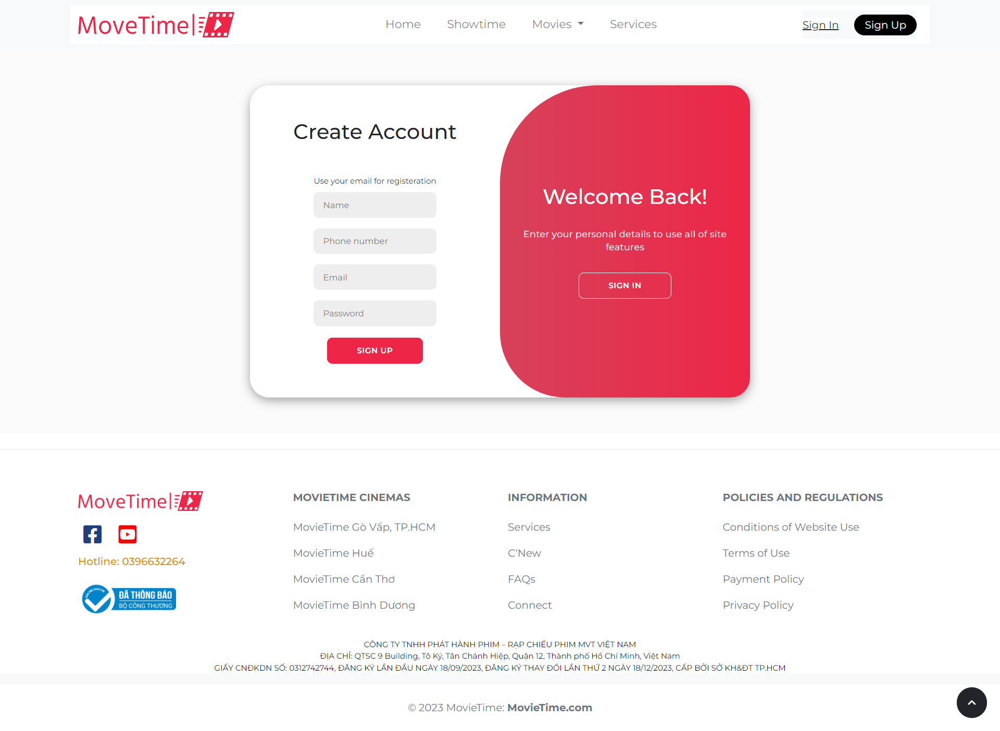 MoveTime
Home
Showtime
Movies
Services
Sign In
Sign Up
Create Account
Use your email for registeration
Name
Phone number
Email
Password
SIGN UP
Welcome Back!
Enter your personal details to use all of site
features
SIGN IN
MoveTime
Hotline: 0396632264
ONLINE.GOV.VN
ĐÃ THÔNG BÁO
BỘ CÔNG THƯƠNG
MOVIETIME CINEMAS
MovieTime Gò Vấp, TP.HCM
MovieTime Huế
MovieTime Cần Thơ
MovieTime Bình Dương
INFORMATION
Services
C'New
FAQs
Connect
POLICIES AND REGULATIONS
Conditions of Website Use
Terms of Use
Payment Policy
Privacy Policy
CÔNG TY TNHH PHÁT HÀNH PHIM – RẠP CHIẾU PHIM MVT VIỆT NAM
ĐỊA CHỈ: QTSC 9 Building, Tô Ký, Tân Chánh Hiệp, Quận 12, Thành phố Hồ Chí Minh, Việt Nam
GIẤY CNĐKDN SỐ: 0312742744, ĐĂNG KÝ LẦN ĐẦU NGÀY 18/09/2023, ĐĂNG KÝ THAY ĐỔI LẦN THỨ 2 NGÀY 18/12/2023, CẤP BỞI SỞ KH&ĐT TP.HCM
© 2023 MovieTime: MovieTime.com